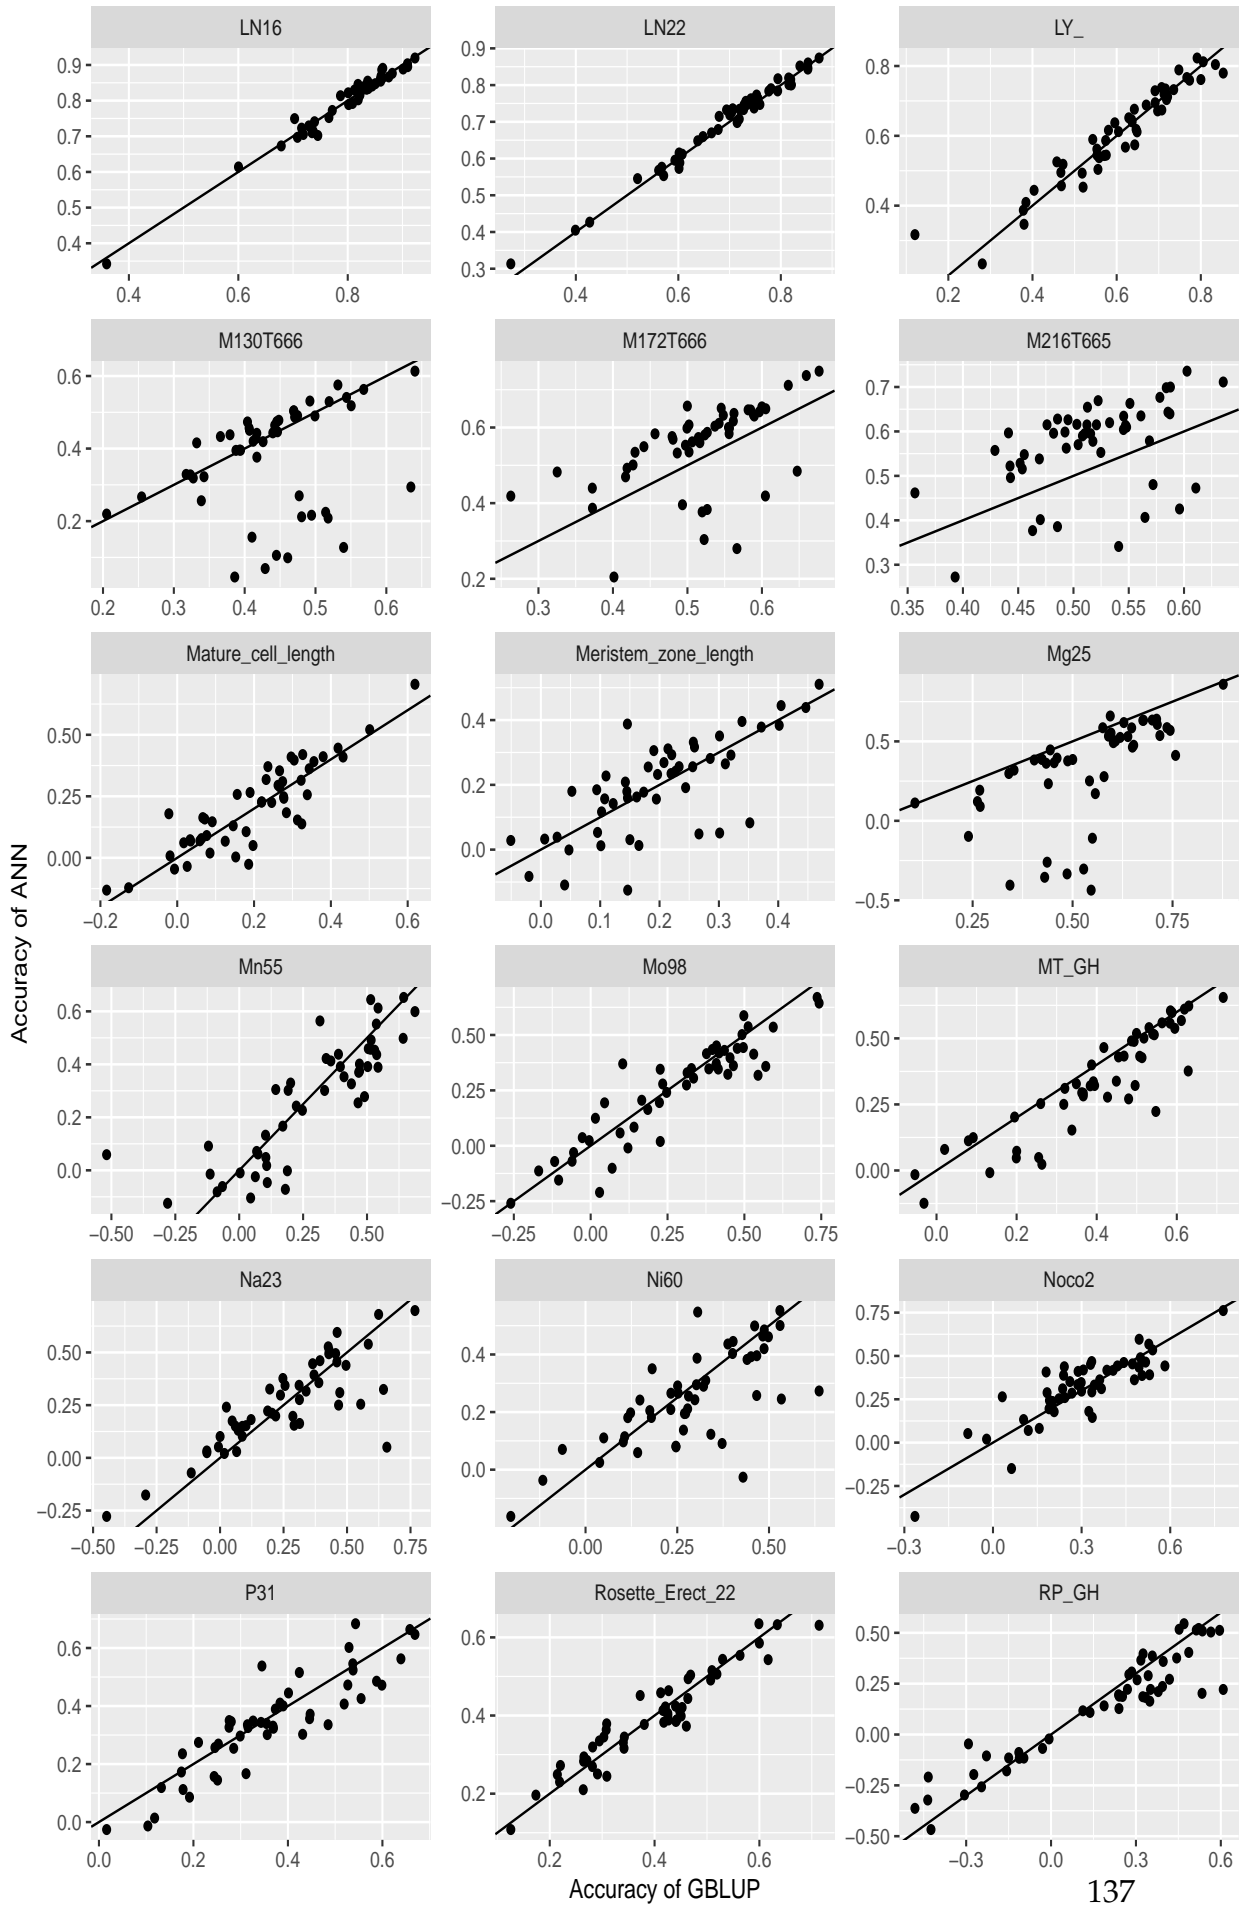 LN16 LN22 LY_
0.9 0.8 0.7 0.6 0.5 0.4
0.9 0.8 0.7 0.6 0.5 0.4 0.3
0.8 0.6 0.4
0.4 0.6 0.8
0.4 0.6 0.8
0.2 0.4 0.6 0.8
M130T666 M172T666 M216T665
0.6 0.4 0.2
0.6 0.4 0.2
0.7 0.6 0.5 0.4 0.3
0.2 0.3 0.4 0.5 0.6
0.3 0.4 0.5 0.6
0.35 0.40 0.45 0.50 0.55 0.60
Mature_cell_length Meristem_zone_length Mg25
0.50 0.25 0.00
0.4 0.2 0.0
0.5 0.0 −0.5
−0.2 0.0 0.2 0.4 0.6
0.0 0.1 0.2 0.3 0.4
0.25 0.50 0.75
Accuracy of ANN
Mn55 Mo98 MT_GH
0.6 0.4 0.2 0.0
0.50 0.25 0.00 −0.25
0.50 0.25 0.00
−0.50 −0.25 0.00 0.25 0.50
−0.25 0.00 0.25 0.50 0.75
0.0 0.2 0.4 0.6
Na23 Ni60 Noco2
0.50 0.25 0.00 −0.25
0.4 0.2 0.0
0.75 0.50 0.25 0.00 −0.25
−0.50 −0.25 0.00 0.25 0.50 0.75
0.00 0.25 0.50
−0.3 0.0 0.3 0.6
P31 Rosette_Erect_22 RP_GH
0.6 0.4 0.2 0.0
0.6 0.4 0.2
0.50 0.25 0.00 −0.25 −0.50
0.0 0.2 0.4 0.6
0.2 0.4 0.6
−0.3 0.0 0.3 0.6
Accuracy of GBLUP
137